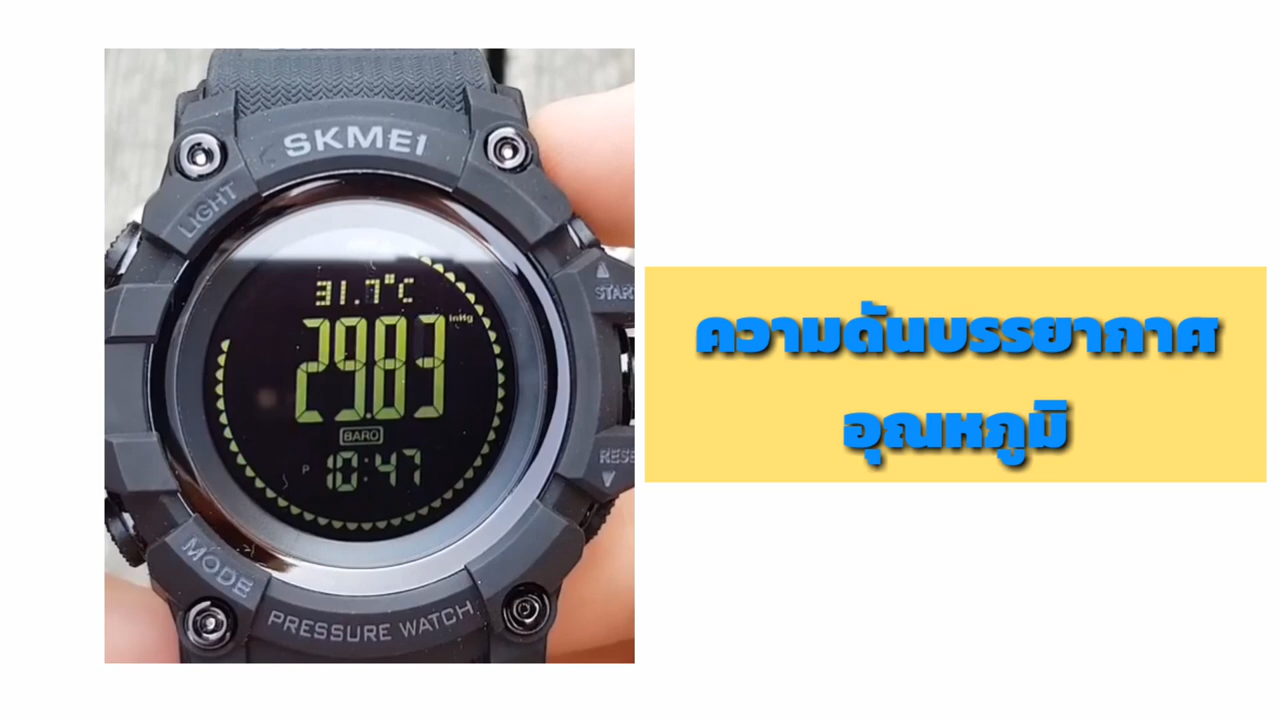 SKMEI
LIGHT
31.7°C
inHg
29.83
BARO
P 10:47
START
RESE
MODE
PRESSURE WATCH
ความดันบรรยากาศ
อุณหภูมิ